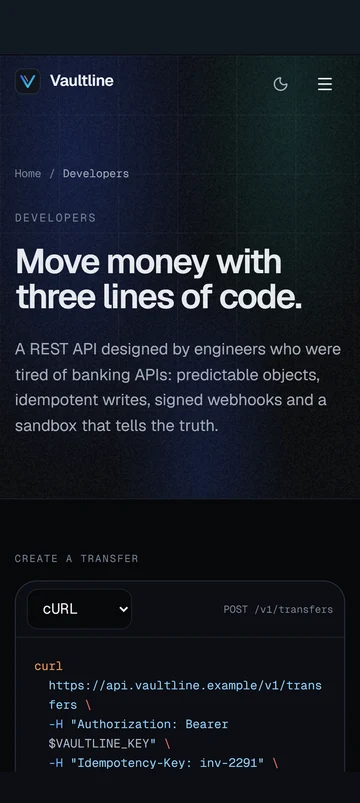 Vaultline
Home / Developers
DEVELOPERS
Move money with
three lines of code.
A REST API designed by engineers who were
tired of banking APIs: predictable objects,
idempotent writes, signed webhooks and a
sandbox that tells the truth.
CREATE A TRANSFER
cURL
POST /v1/transfers
curl
https://api.vaultline.example/v1/trans
fers \
-H "Authorization: Bearer
$VAULTLINE_KEY" \
-H "Idempotency-Key: inv-2291" \